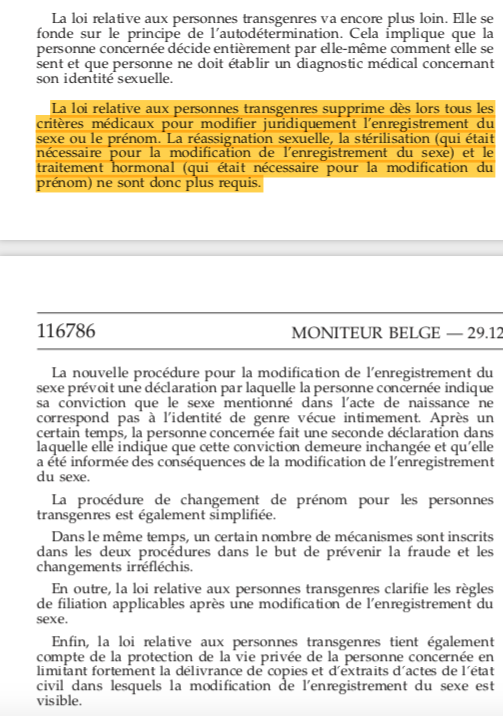 La loi relative aux personnes transgenres va encore plus loin. Elle se
fonde sur le principe de l'autodétermination. Cela implique que la
personne concernée décide entièrement par elle-même comment elle se
sent et que personne ne doit établir un diagnostic médical concernant
son identité sexuelle.
La loi relative aux personnes transgenres supprime dès lors tous les
critères médicaux pour modifier juridiquement l'enregistrement du
sexe ou le prénom. La réassignation sexuelle, la stérilisation (qui était
nécessaire pour la modification de l'enregistrement du sexe) et le
traitement hormonal (qui était nécessaire pour la modification du
prénom) ne sont donc plus requis.
116786
MONITEUR BELGE — 29.12
La nouvelle procédure pour la modification de l'enregistrement du
sexe prévoit une déclaration par laquelle la personne concernée indique
sa conviction que le sexe mentionné dans l'acte de naissance ne
correspond pas à l'identité de genre vécue intimement. Après un
certain temps, la personne concernée fait une seconde déclaration dans
laquelle elle indique que cette conviction demeure inchangée et qu'elle
a été informée des conséquences de la modification de l'enregistrement
du sexe.
La procédure de changement de prénom pour les personnes
transgenres est également simplifiée.
Dans le même temps, un certain nombre de mécanismes sont inscrits
dans les deux procédures dans le but de prévenir la fraude et les
changements irréfléchis.
En outre, la loi relative aux personnes transgenres clarifie les règles
de filiation applicables après une modification de l'enregistrement du
sexe.
Enfin, la loi relative aux personnes transgenres tient également
compte de la protection de la vie privée de la personne concernée en
limitant fortement la délivrance de copies et d'extraits d'actes de l'état
civil dans lesquels la modification de l'enregistrement du sexe est
visible.